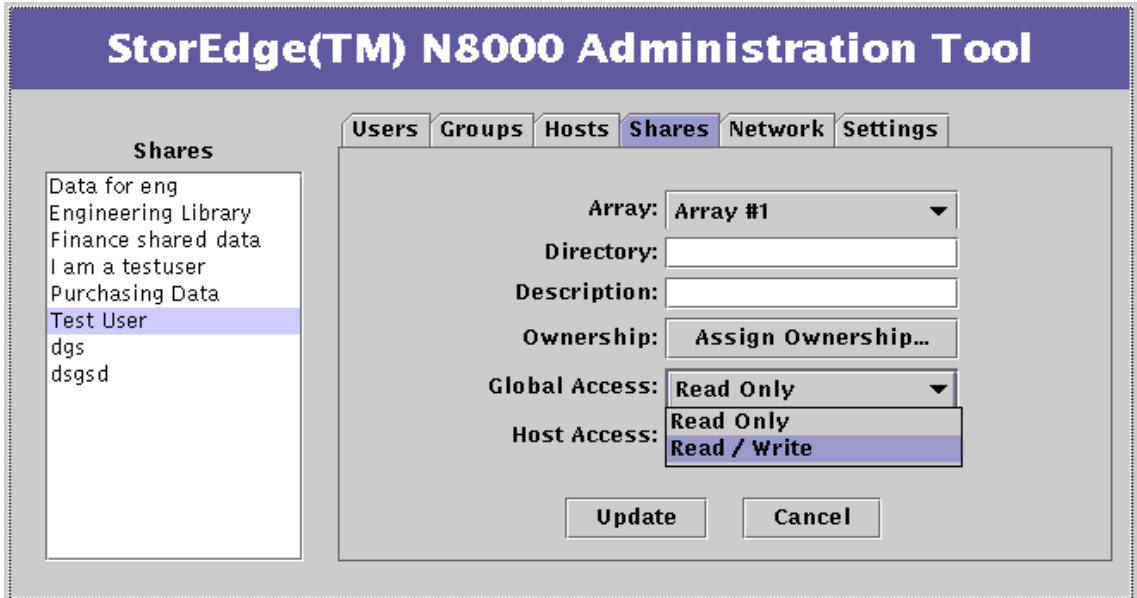 StorEdge(TM) N8000 Administration Tool
Users Groups Hosts Shares Network Settings
Shares
Data for eng
Engineering Library
Finance shared data
I am a testuser
Purchasing Data
Test User
dgs
dsgsd
Array: Array #1
Directory:
Description:
Ownership: Assign Ownership...
Global Access: Read Only
Read Only
Host Access: Read / Write
Update Cancel